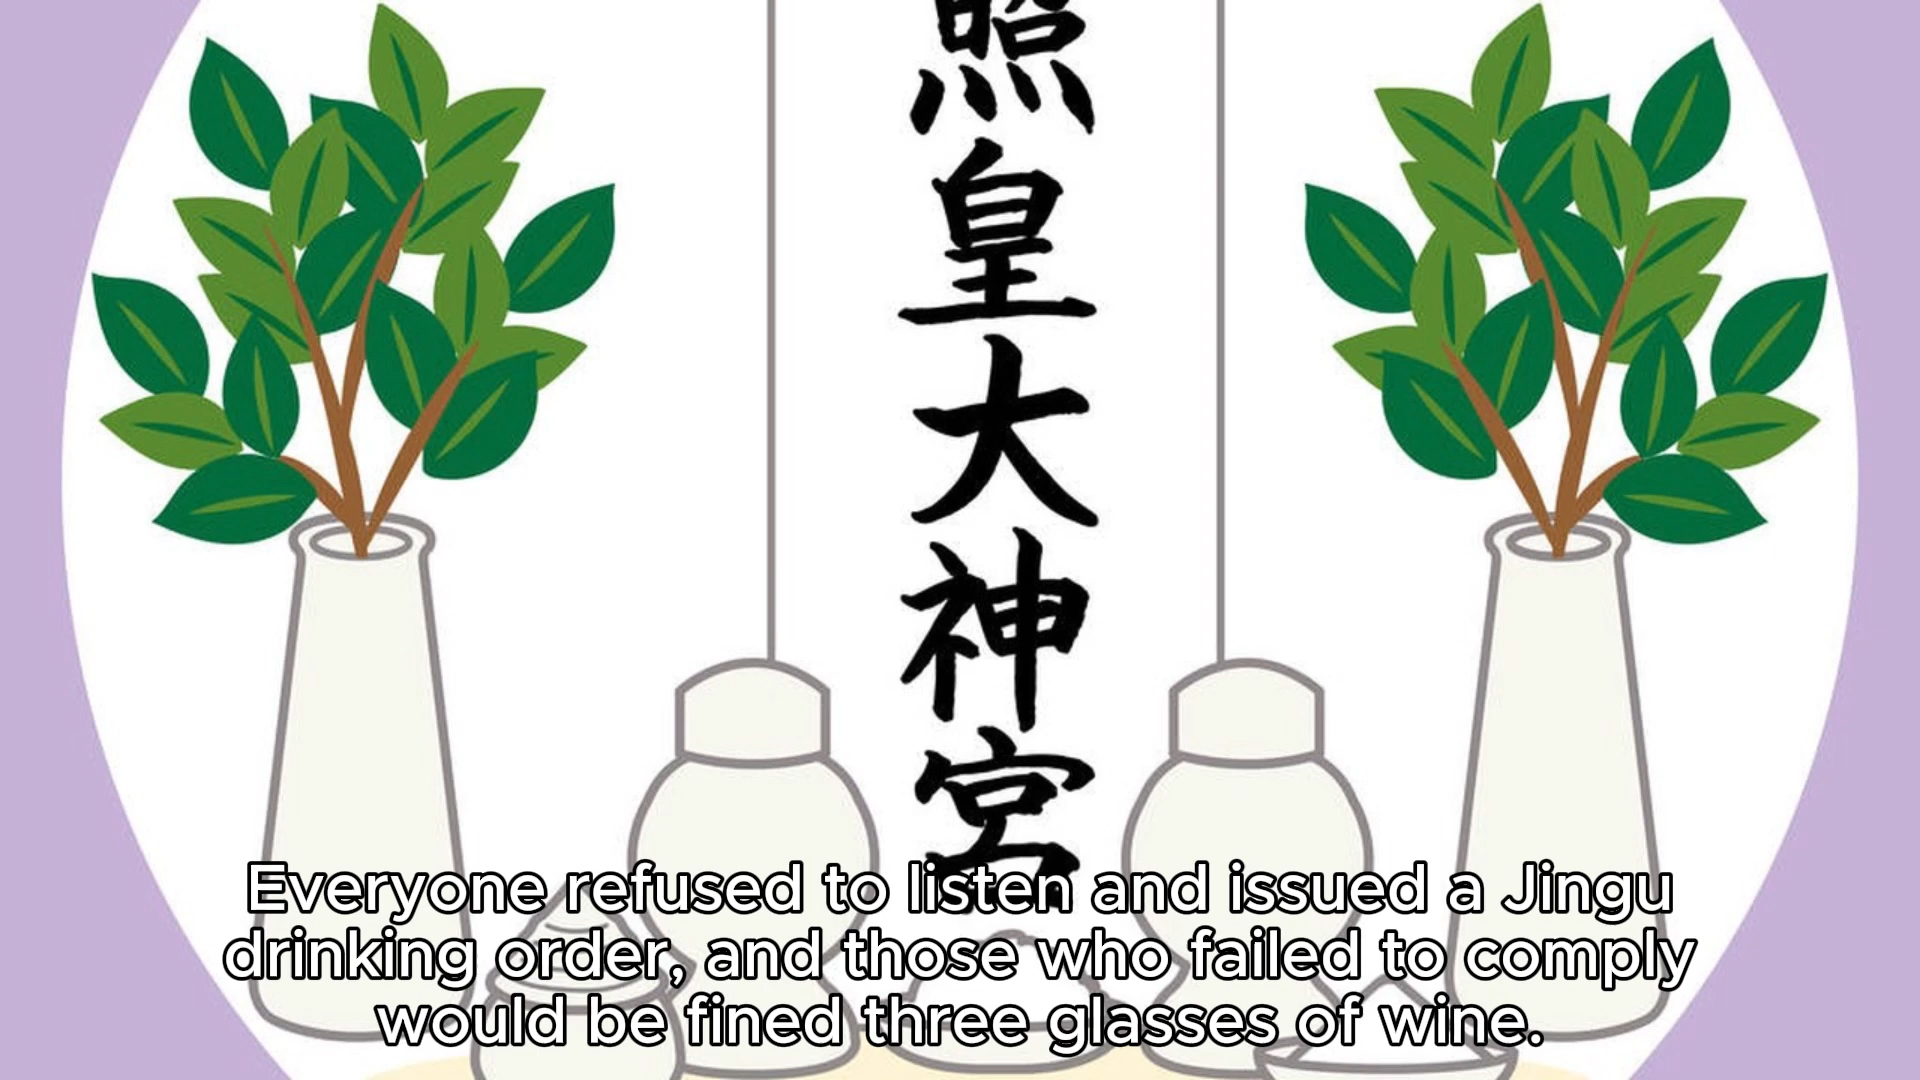 照皇大神宮
Everyone refused to listen and issued a Jingu
drinking order, and those who failed to comply
would be fined three glasses of wine.